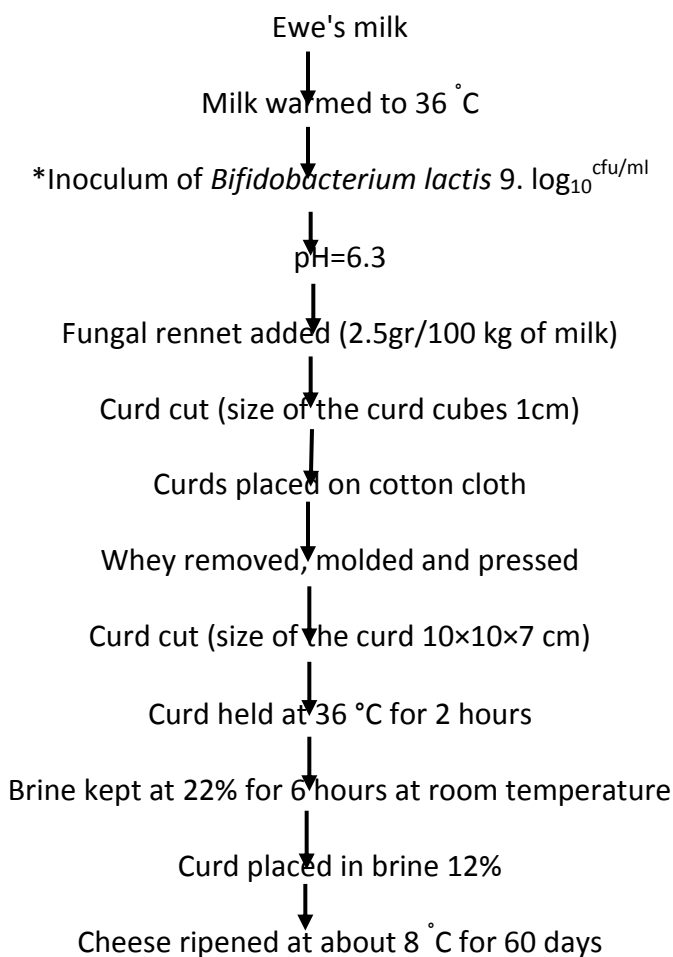 Ewe's milk
Milk warmed to 36 °C
*Inoculum of Bifidobacterium lactis 9. log₁₀ᶜᶠᵘ/ᵐˡ
pH=6.3
Fungal rennet added (2.5gr/100 kg of milk)
Curd cut (size of the curd cubes 1cm)
Curds placed on cotton cloth
Whey removed, molded and pressed
Curd cut (size of the curd 10×10×7 cm)
Curd held at 36 °C for 2 hours
Brine kept at 22% for 6 hours at room temperature
Curd placed in brine 12%
Cheese ripened at about 8 °C for 60 days